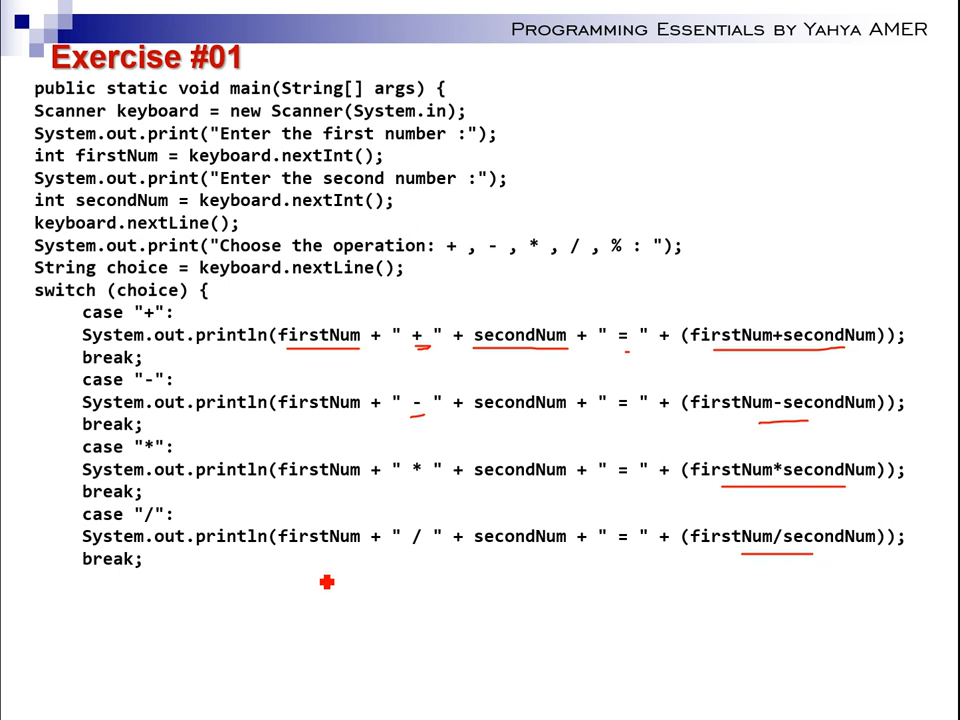 Programming Essentials by Yahya AMER
Exercise #01
public static void main(String[] args) {
Scanner keyboard = new Scanner(System.in);
System.out.print("Enter the first number :");
int firstNum = keyboard.nextInt();
System.out.print("Enter the second number :");
int secondNum = keyboard.nextInt();
keyboard.nextLine();
System.out.print("Choose the operation: + , - , * , / , % : ");
String choice = keyboard.nextLine();
switch (choice) {
case "+":
System.out.println(firstNum + " + " + secondNum + " = " + (firstNum+secondNum));
break;
case "-":
System.out.println(firstNum + " - " + secondNum + " = " + (firstNum-secondNum));
break;
case "*":
System.out.println(firstNum + " * " + secondNum + " = " + (firstNum*secondNum));
break;
case "/":
System.out.println(firstNum + " / " + secondNum + " = " + (firstNum/secondNum));
break;